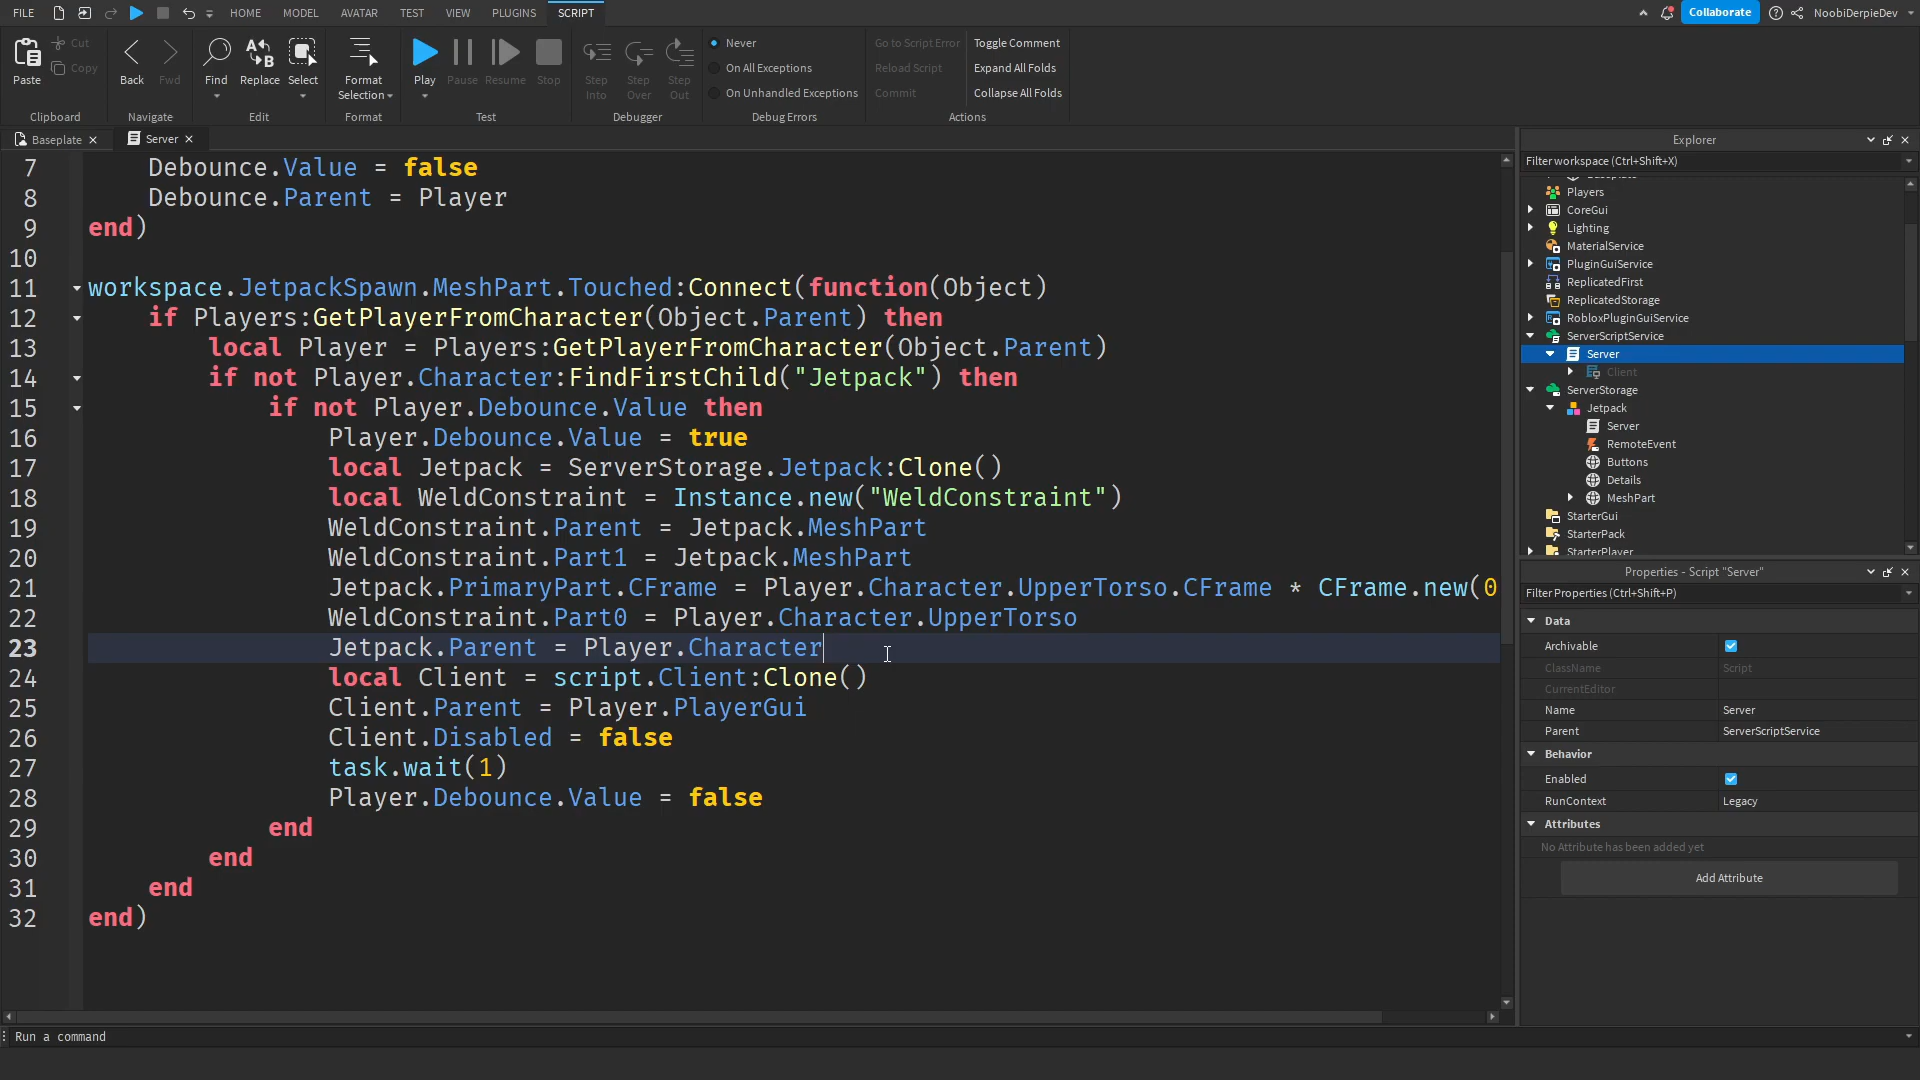 FILE HOME MODEL AVATAR TEST VIEW PLUGINS SCRIPT Collaborate NoobiDerpieDev
Paste Cut Copy Back Fwd Find Replace Select Format Selection Play Pause Resume Stop Step Into Step Over Step Out
Never Go to Script Error Toggle Comment
On All Exceptions Reload Script Expand All Folds
On Unhandled Exceptions Commit Collapse All Folds
Clipboard Navigate Edit Format Test Debugger Debug Errors Actions
Baseplate Server
7 Debounce.Value = false
8 Debounce.Parent = Player
9 end)
10
11 workspace.JetpackSpawn.MeshPart.Touched:Connect(function(Object)
12 if Players:GetPlayerFromCharacter(Object.Parent) then
13 local Player = Players:GetPlayerFromCharacter(Object.Parent)
14 if not Player.Character:FindFirstChild("Jetpack") then
15 if not Player.Debounce.Value then
16 Player.Debounce.Value = true
17 local Jetpack = ServerStorage.Jetpack:Clone()
18 local WeldConstraint = Instance.new("WeldConstraint")
19 WeldConstraint.Parent = Jetpack.MeshPart
20 WeldConstraint.Part1 = Jetpack.MeshPart
21 Jetpack.PrimaryPart.CFrame = Player.Character.UpperTorso.CFrame * CFrame.new(0
22 WeldConstraint.Part0 = Player.Character.UpperTorso
23 Jetpack.Parent = Player.Character
24 local Client = script.Client:Clone()
25 Client.Parent = Player.PlayerGui
26 Client.Disabled = false
27 task.wait(1)
28 Player.Debounce.Value = false
29 end
30 end
31 end
32 end)
Run a command
Explorer
Filter workspace (Ctrl+Shift+X)
Baseplate
Players
CoreGui
Lighting
MaterialService
PluginGuiService
ReplicatedFirst
ReplicatedStorage
RobloxPluginGuiService
ServerScriptService
Server
Client
ServerStorage
Jetpack
Server
RemoteEvent
Buttons
Details
MeshPart
StarterGui
StarterPack
StarterPlayer
Properties - Script "Server"
Filter Properties (Ctrl+Shift+P)
Data
Archivable
ClassName Script
CurrentEditor
Name Server
Parent ServerScriptService
Behavior
Enabled
RunContext Legacy
Attributes
No Attribute has been added yet
Add Attribute